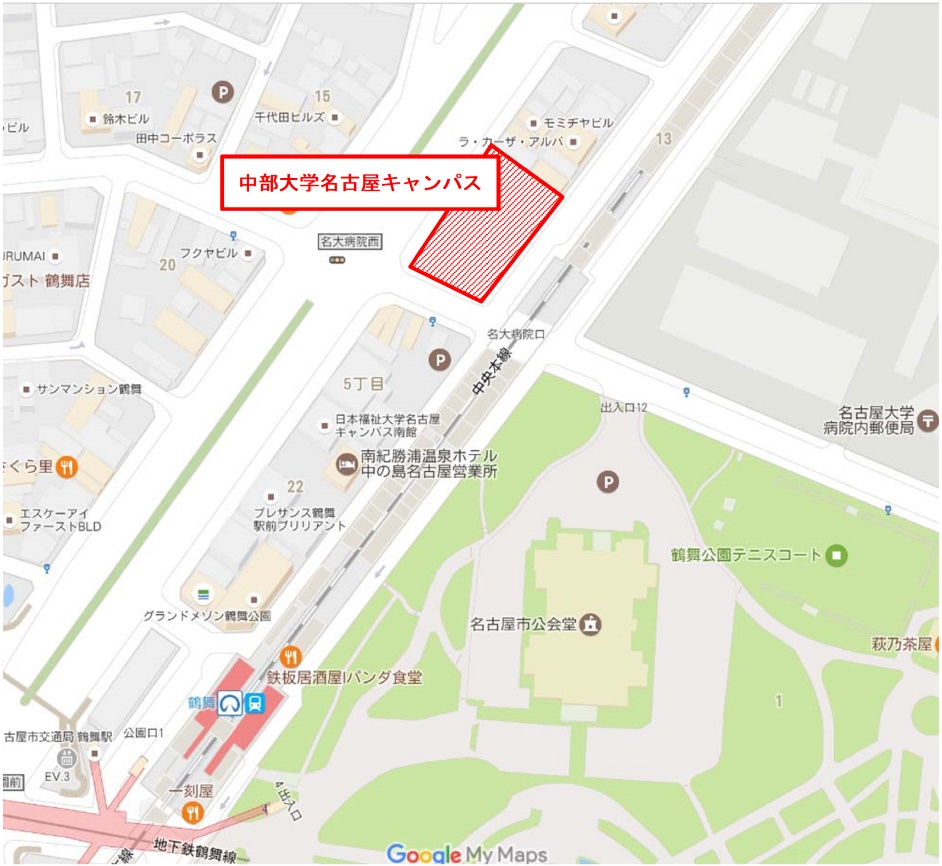 17
鈴木ビル
田中コーポラス
P
15
千代田ヒルズ
モミヂヤビル
ラ・カーザ・アルバ
13
ビル
中部大学名古屋キャンパス
名大病院西
フクヤビル
20
URUMAI
ガスト 鶴舞店
名大病院口
中央本線
P
5丁目
サンマンション鶴舞
日本福祉大学名古屋
キャンパス南館
出入口12
名古屋大学
病院内郵便局
南紀勝浦温泉ホテル
中の島名古屋営業所
くら里
P
22
プレサンス鶴舞
駅前ブリリアント
エスケーアイ
ファーストBLD
鶴舞公園テニスコート
グランドメゾン鶴舞公園
名古屋市公会堂
萩乃茶屋
鉄板居酒屋パンダ食堂
鶴舞
1
古屋市交通局 鶴舞駅
公園口1
EV.3
園前
一刻屋
4出入口
地下鉄鶴舞線
線
Google My Maps